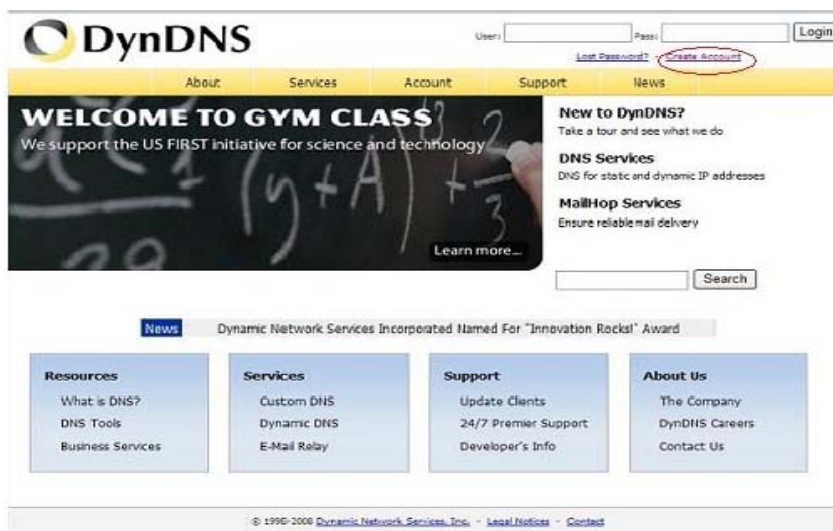 DynDNS
User: Pass: Login
Lost Password? - Create Account
About Services Account Support News
WELCOME TO GYM CLASS
We support the US FIRST initiative for science and technology
(y+A)
2
3
29
Learn more...
New to DynDNS?
Take a tour and see what we do
DNS Services
DNS for static and dynamic IP addresses
MailHop Services
Ensure reliable mail delivery
Search
News Dynamic Network Services Incorporated Named For "Innovation Rocks!" Award
Resources
What is DNS?
DNS Tools
Business Services
Services
Custom DNS
Dynamic DNS
E-Mail Relay
Support
Update Clients
24/7 Premier Support
Developer's Info
About Us
The Company
DynDNS Careers
Contact Us
Dynamic Network Services, Inc. - Legal Notices - Contact